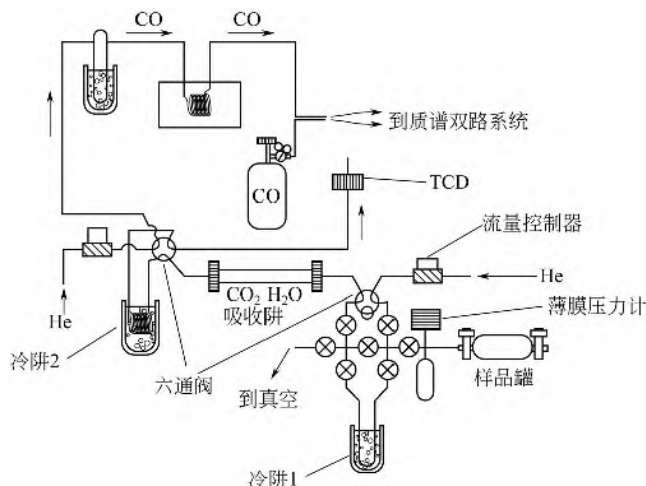 CO
CO
到质谱双路系统
CO
TCD
流量控制器
He
He
CO₂ H₂O
吸收阱
薄膜压力计
冷阱2
六通阀
到真空
样品罐
冷阱1